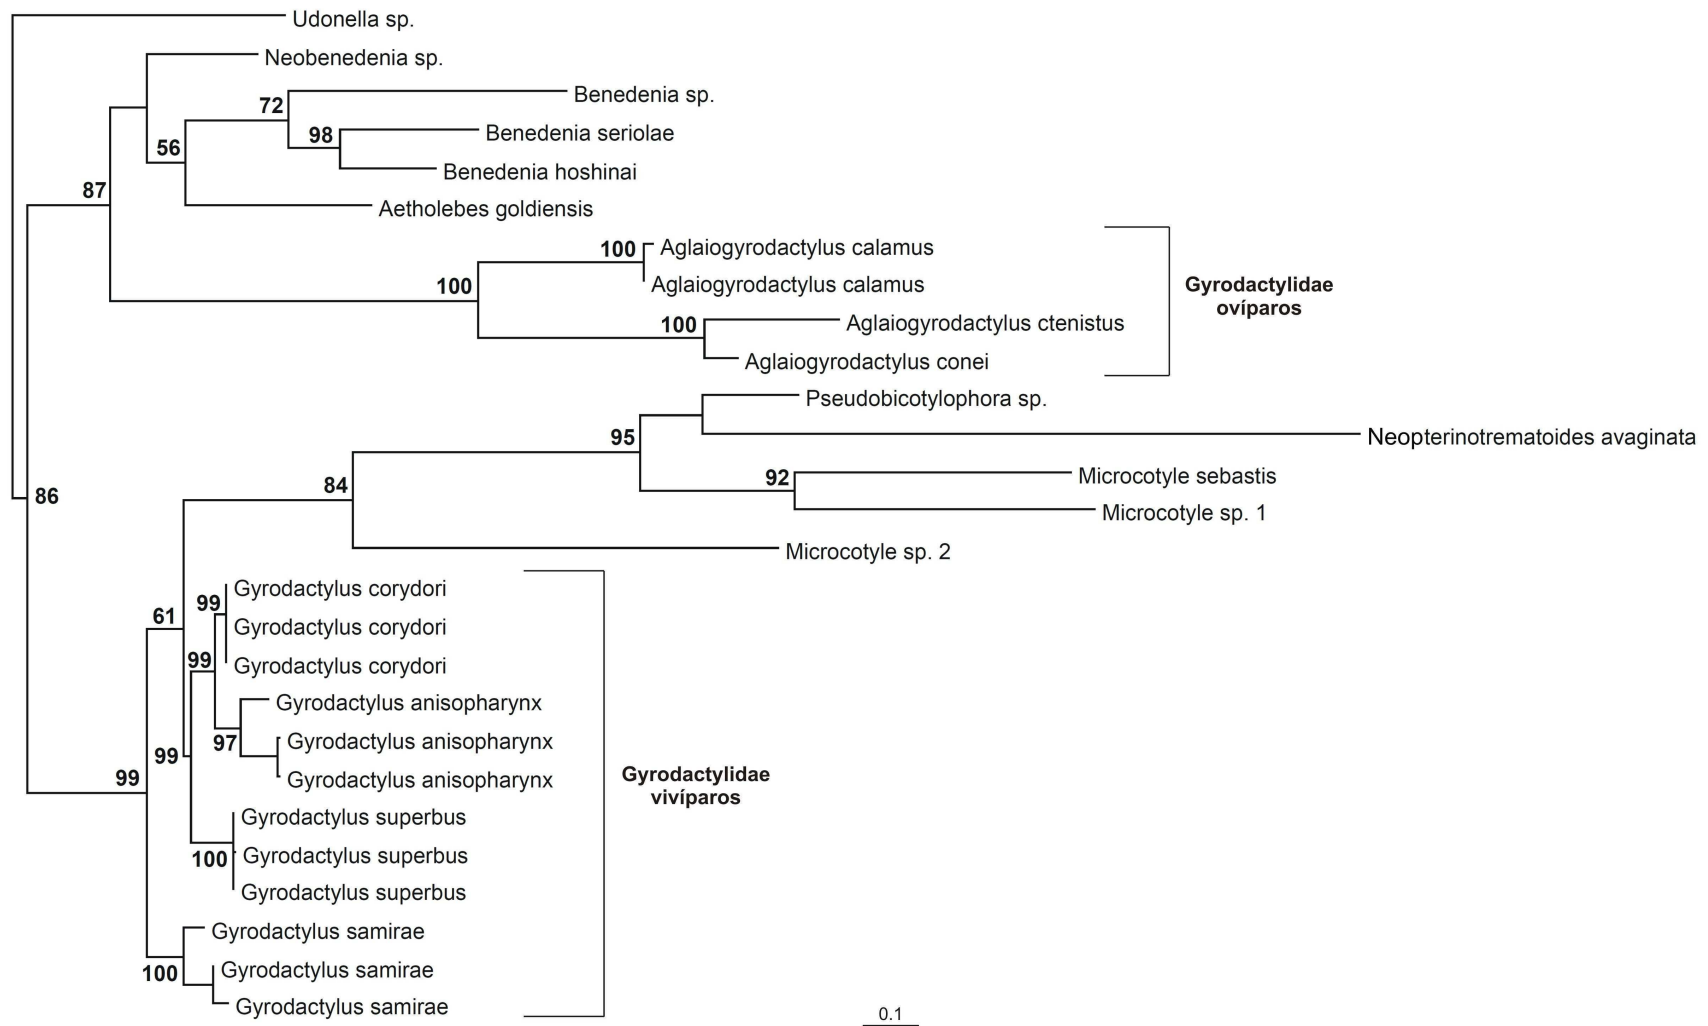 Udonella sp.
Neobenedenia sp.
72
Benedenia sp.
98
Benedenia seriolae
56
Benedenia hoshinai
87
Aetholebes goldiensis
100
Aglaiogyrodactylus calamus
100
Aglaiogyrodactylus calamus
Gyrodactylidae
ovíparos
100
Aglaiogyrodactylus ctenistus
Aglaiogyrodactylus conei
Pseudobicotylophora sp.
95
Neopterinotrematoides avaginata
92
Microcotyle sebastis
84
86
Microcotyle sp. 1
Microcotyle sp. 2
99
Gyrodactylus corydori
61
Gyrodactylus corydori
99
Gyrodactylus corydori
Gyrodactylus anisopharynx
97
Gyrodactylus anisopharynx
99
Gyrodactylus anisopharynx
99
Gyrodactylidae
vivíparos
Gyrodactylus superbus
100
Gyrodactylus superbus
Gyrodactylus superbus
Gyrodactylus samirae
100
Gyrodactylus samirae
Gyrodactylus samirae
0.1